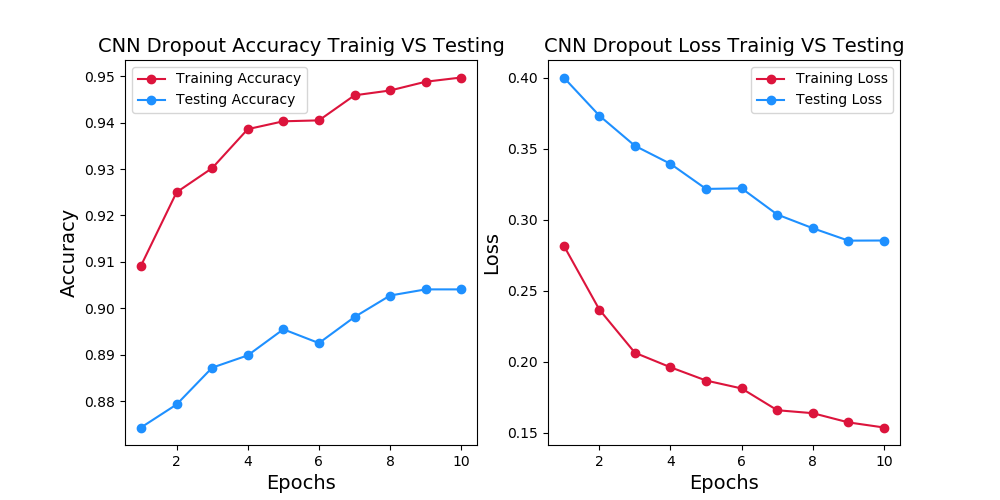 CNN Dropout Accuracy Trainig VS Testing
Training Accuracy
Testing Accuracy
0.95
0.94
0.93
0.92
0.91
0.90
0.89
0.88
Accuracy
2 4 6 8 10
Epochs
CNN Dropout Loss Trainig VS Testing
Training Loss
Testing Loss
0.40
0.35
0.30
0.25
0.20
0.15
Loss
2 4 6 8 10
Epochs